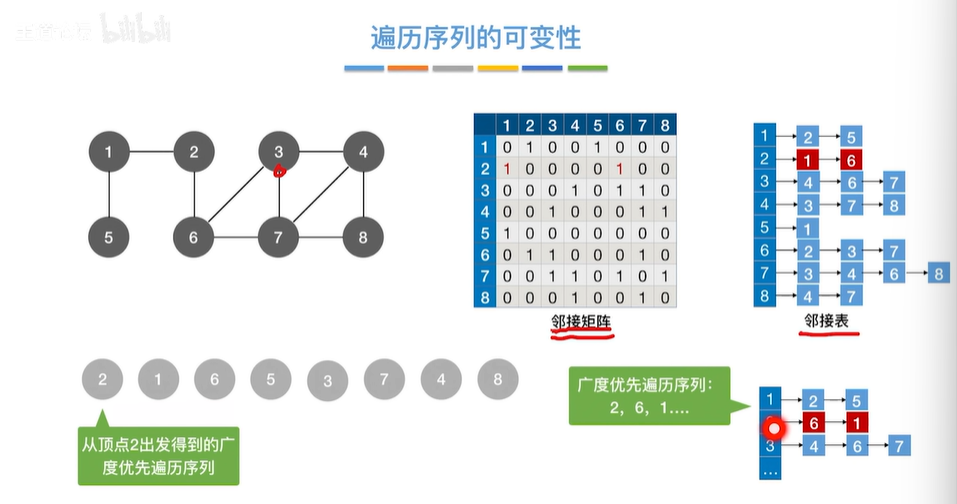 bilibili
遍历序列的可变性
1 2 3 4
5 6 7 8
1 2 3 4 5 6 7 8
1 0 1 0 0 1 0 0 0
2 1 0 0 0 0 1 0 0
3 0 0 0 1 0 1 1 0
4 0 0 1 0 0 0 1 1
5 1 0 0 0 0 0 0 0
6 0 1 1 0 0 0 1 0
7 0 0 1 1 0 1 0 1
8 0 0 0 1 0 0 1 0
邻接矩阵
1 2 5
2 1 6
3 4 6 7
4 3 7 8
5 1
6 2 3 7
7 3 4 6 8
8 4 7
邻接表
2 1 6 5 3 7 4 8
从顶点2出发得到的广
度优先遍历序列
广度优先遍历序列：
2，6，1....
1 2 5
6 1
3 4 6 7
...